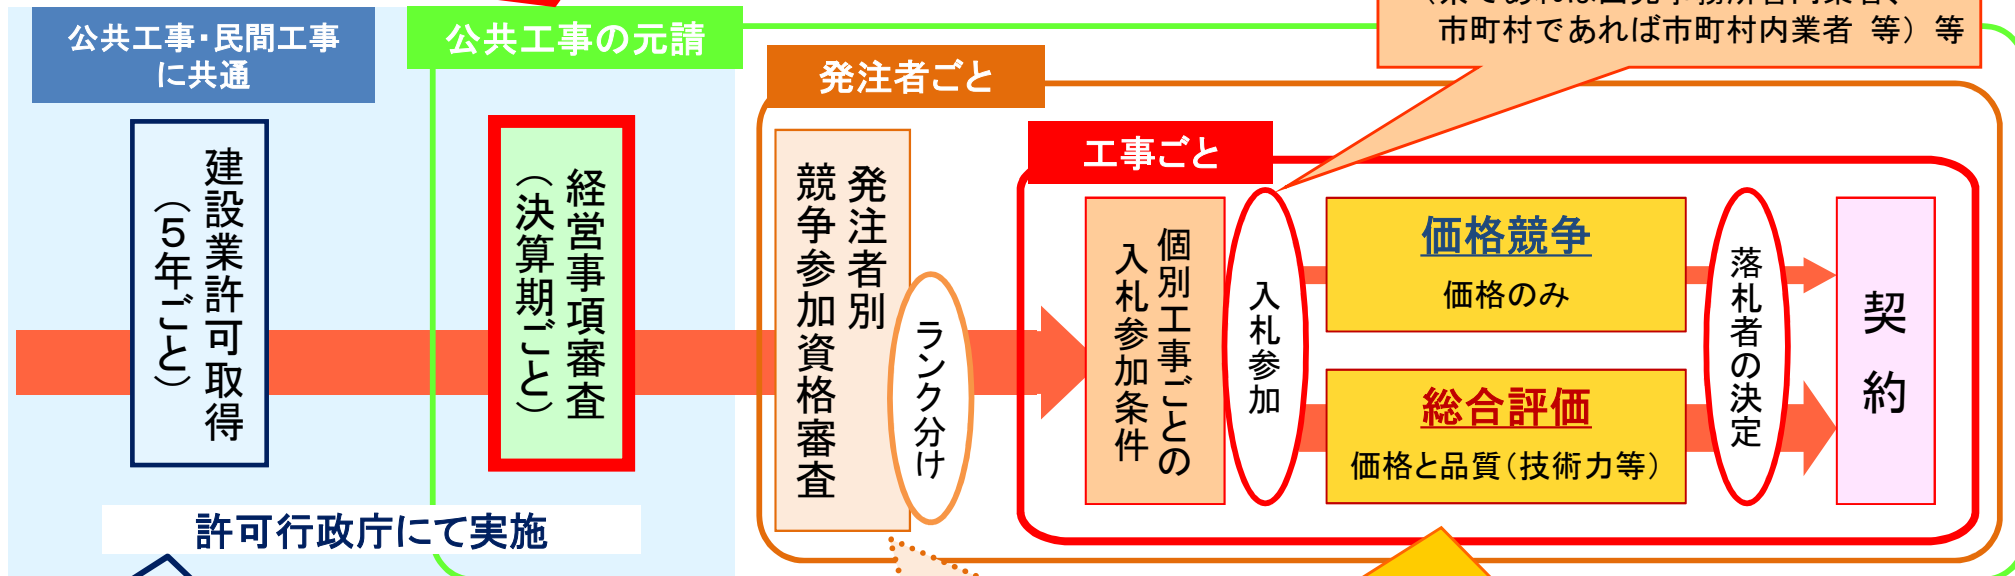 公共工事・民間工事
に共通
公共工事の元請
市町村であれば市町村内業者 等）等
発注者ごと
工事ごと
建設業許可取得
（５年ごと）
経営事項審査
（決算期ごと）
発注者別
競争参加資格審査
ランク分け
個別工事ごとの
入札参加条件
入札参加
価格競争
価格のみ
総合評価
価格と品質（技術力等）
落札者の決定
契約
許可行政庁にて実施